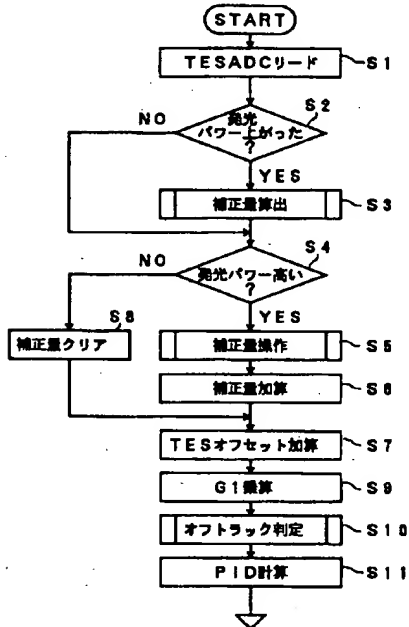 START
TESADCリード
S1
S2
発光
パワー上がった
?
NO
YES
補正量算出
S3
S4
NO
発光パワー高い
?
S8
YES
補正量クリア
補正量操作
S5
補正量加算
S6
TESオフセット加算
S7
G1乗算
S9
オフトラック判定
S10
PID計算
S11